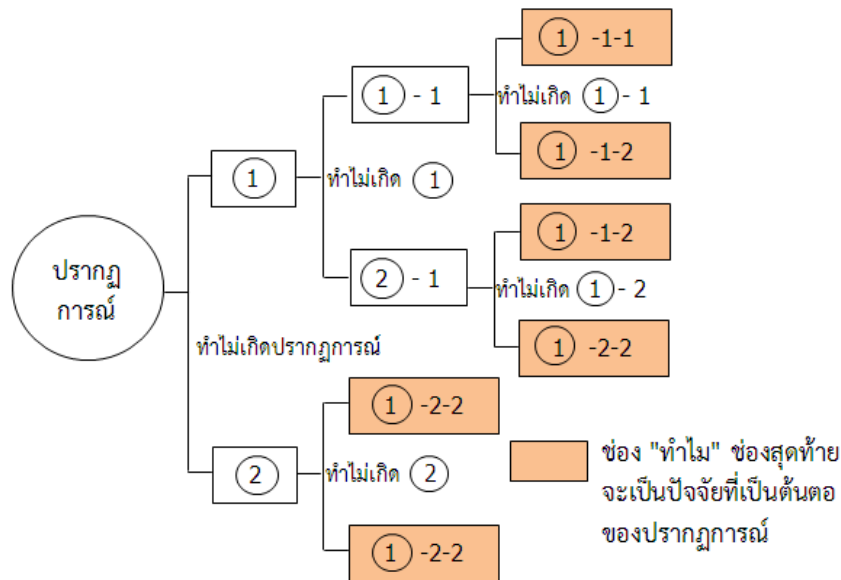 ① -1-1
① - 1
ทำไม่เกิด ① - 1
① -1-2
①
ทำไม่เกิด ①
① -1-2
② - 1
ทำไม่เกิด ① - 2
① -2-2
ปรากฏ
การณ์
ทำไม่เกิดปรากฏการณ์
① -2-2
②
ทำไม่เกิด ②
① -2-2
ช่อง "ทำไม" ช่องสุดท้าย
จะเป็นปัจจัยที่เป็นต้นตอ
ของปรากฏการณ์